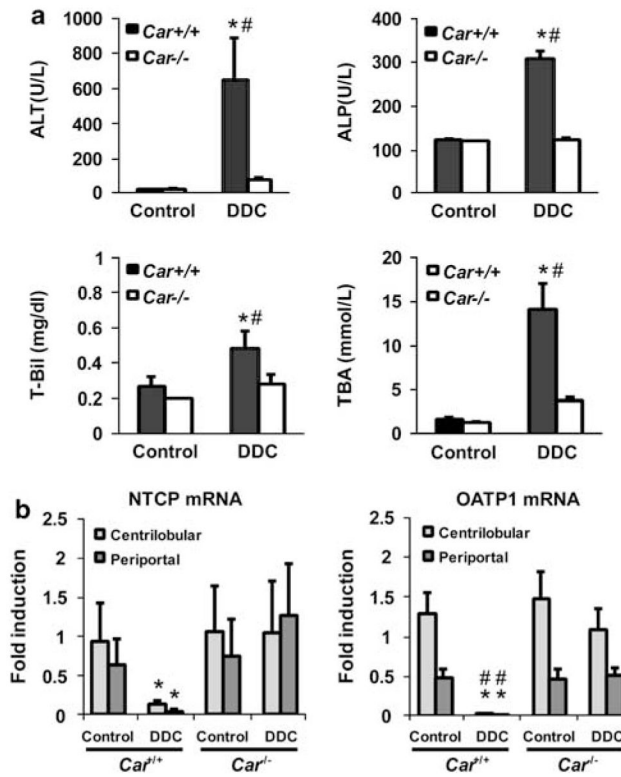 a
ALT(U/L)
1000
800
600
400
200
0
Car+/+
Car-/-
*#
Control DDC
ALP(U/L)
400
300
200
100
0
Car+/+
Car-/-
*#
Control DDC
T-Bil (mg/dl)
1
0.8
0.6
0.4
0.2
0
Car+/+
Car-/-
*#
Control DDC
TBA (mmol/L)
20
15
10
5
0
Car+/+
Car-/-
*#
Control DDC
b
NTCP mRNA
Fold induction
2.5
2
1.5
1
0.5
0
Centrilobular
Periportal
* *
Control DDC Control DDC
Car+/+ Car-/-
OATP1 mRNA
Fold induction
2.5
2
1.5
1
0.5
0
Centrilobular
Periportal
##
**
Control DDC Control DDC
Car+/+ Car-/-